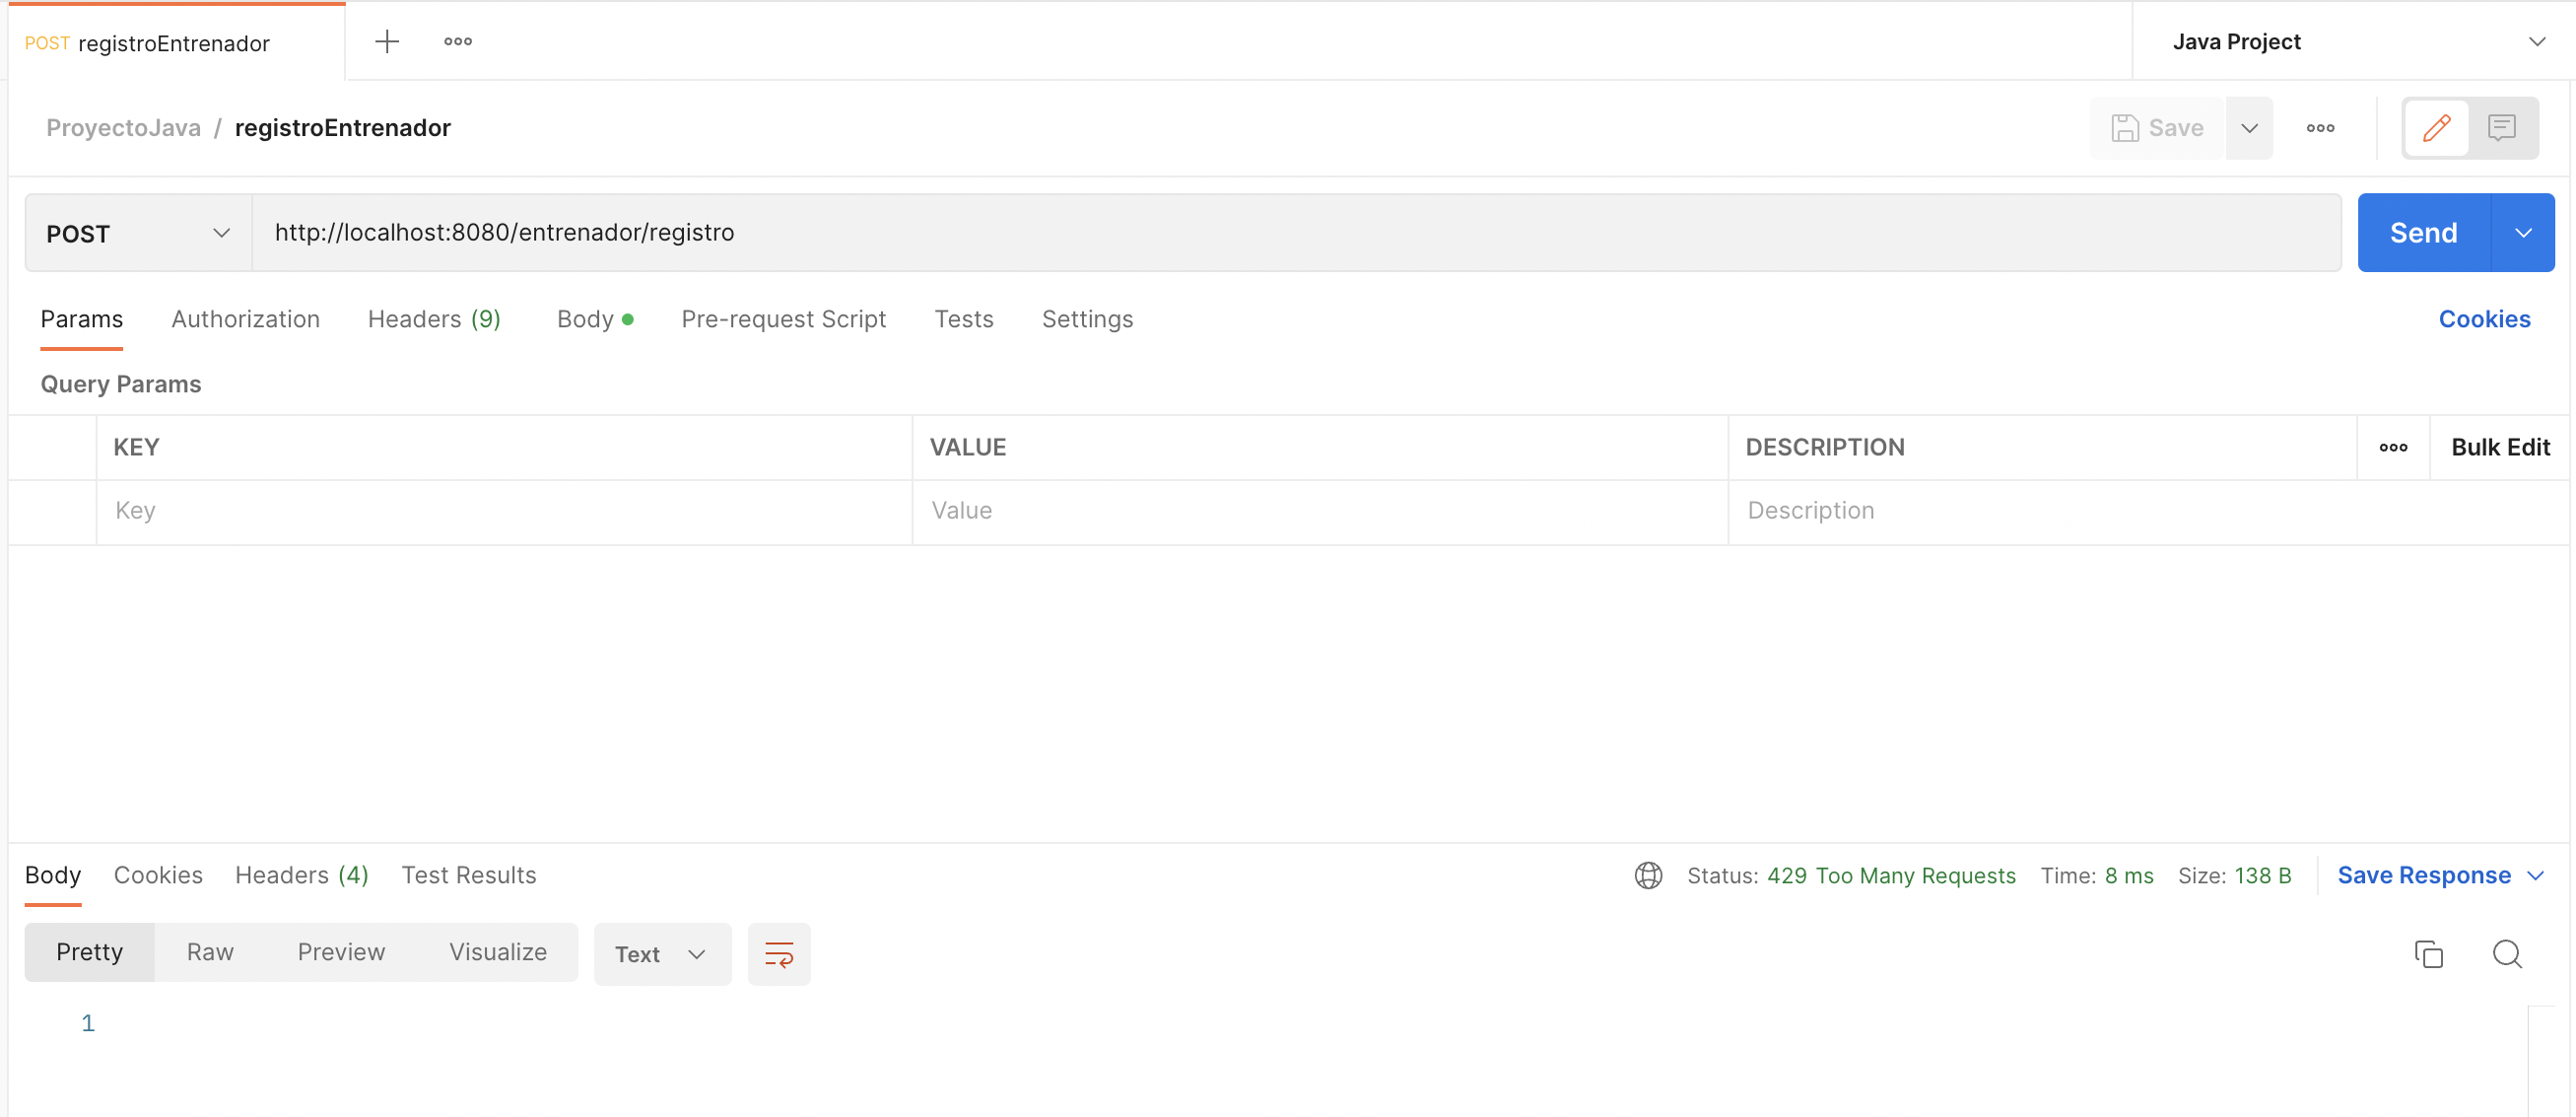 POST registroEntrenador
Java Project
ProyectoJava / registroEntrenador
Save
POST http://localhost:8080/entrenador/registro Send
Params Authorization Headers (9) Body Pre-request Script Tests Settings Cookies
Query Params
KEY VALUE DESCRIPTION Bulk Edit
Key Value Description
Body Cookies Headers (4) Test Results Status: 429 Too Many Requests Time: 8 ms Size: 138 B Save Response
Pretty Raw Preview Visualize Text
1